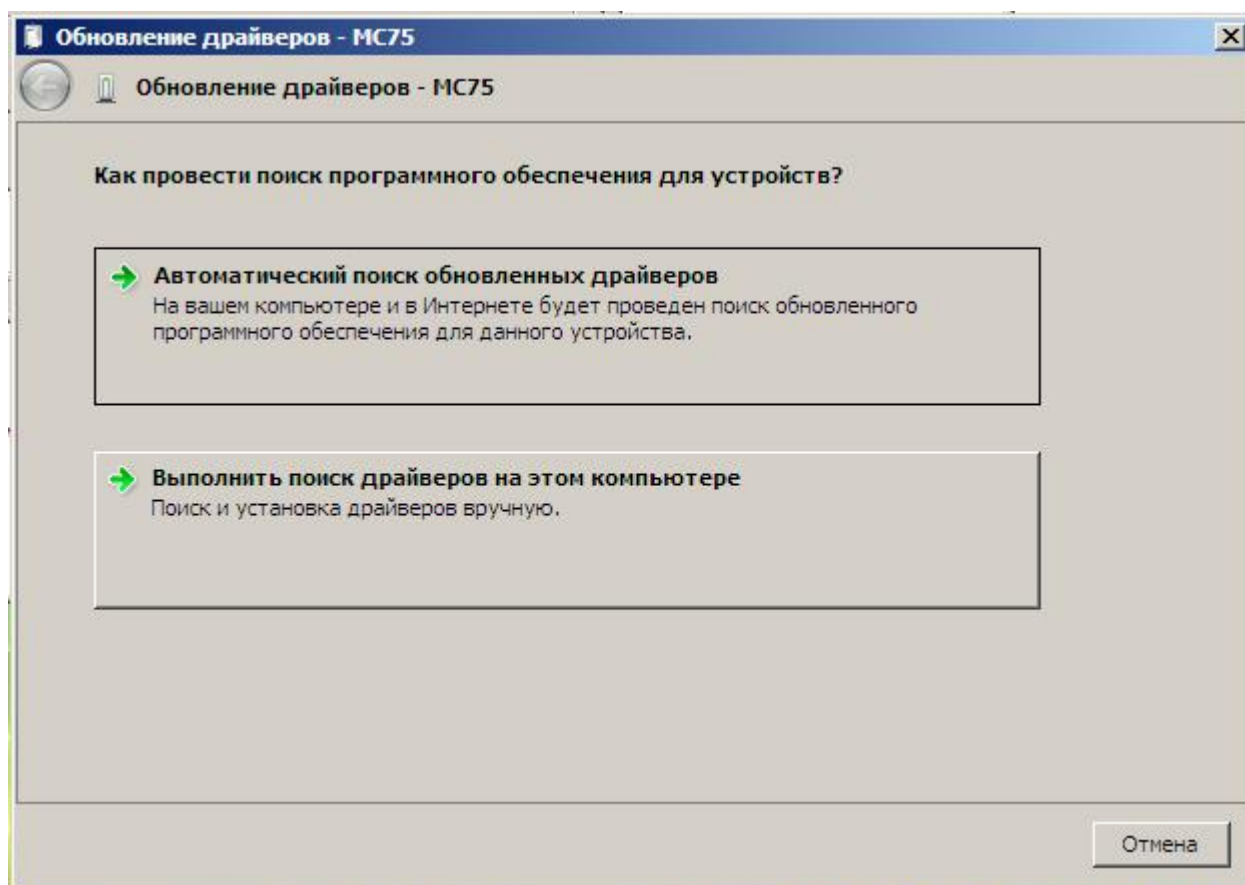 Обновление драйверов - MC75
Обновление драйверов - MC75
Как провести поиск программного обеспечения для устройств?
Автоматический поиск обновленных драйверов
На вашем компьютере и в Интернете будет проведен поиск обновленного
программного обеспечения для данного устройства.
Выполнить поиск драйверов на этом компьютере
Поиск и установка драйверов вручную.
Отмена